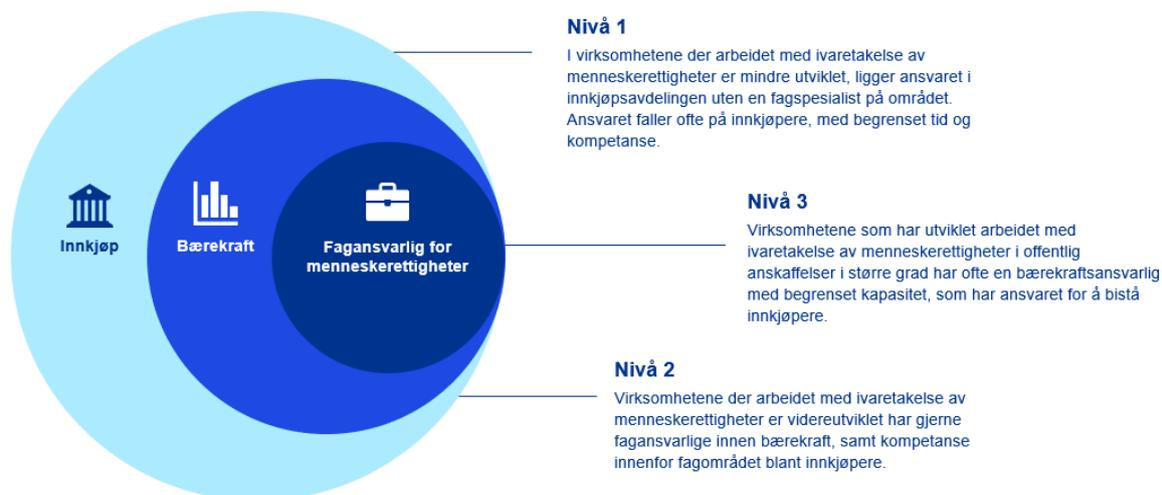 Nivå 1
I virksomhetene der arbeidet med ivaretakelse av
menneskerettigheter er mindre utviklet, ligger ansvaret i
innkjøpsavdelingen uten en fagspesialist på området.
Ansvaret faller ofte på innkjøpere, med begrenset tid og
kompetanse.
Innkjøp
Bærekraft
Fagansvarlig for
menneskerettigheter
Nivå 3
Virksomhetene som har utviklet arbeidet med
ivaretakelse av menneskerettigheter i offentlig
anskaffelser i større grad har ofte en bærekraftsansvarlig
med begrenset kapasitet, som har ansvaret for å bistå
innkjøpere.
Nivå 2
Virksomhetene der arbeidet med ivaretakelse av
menneskerettigheter er videreutviklet har gjerne
fagansvarlige innen bærekraft, samt kompetanse
innenfor fagområdet blant innkjøpere.